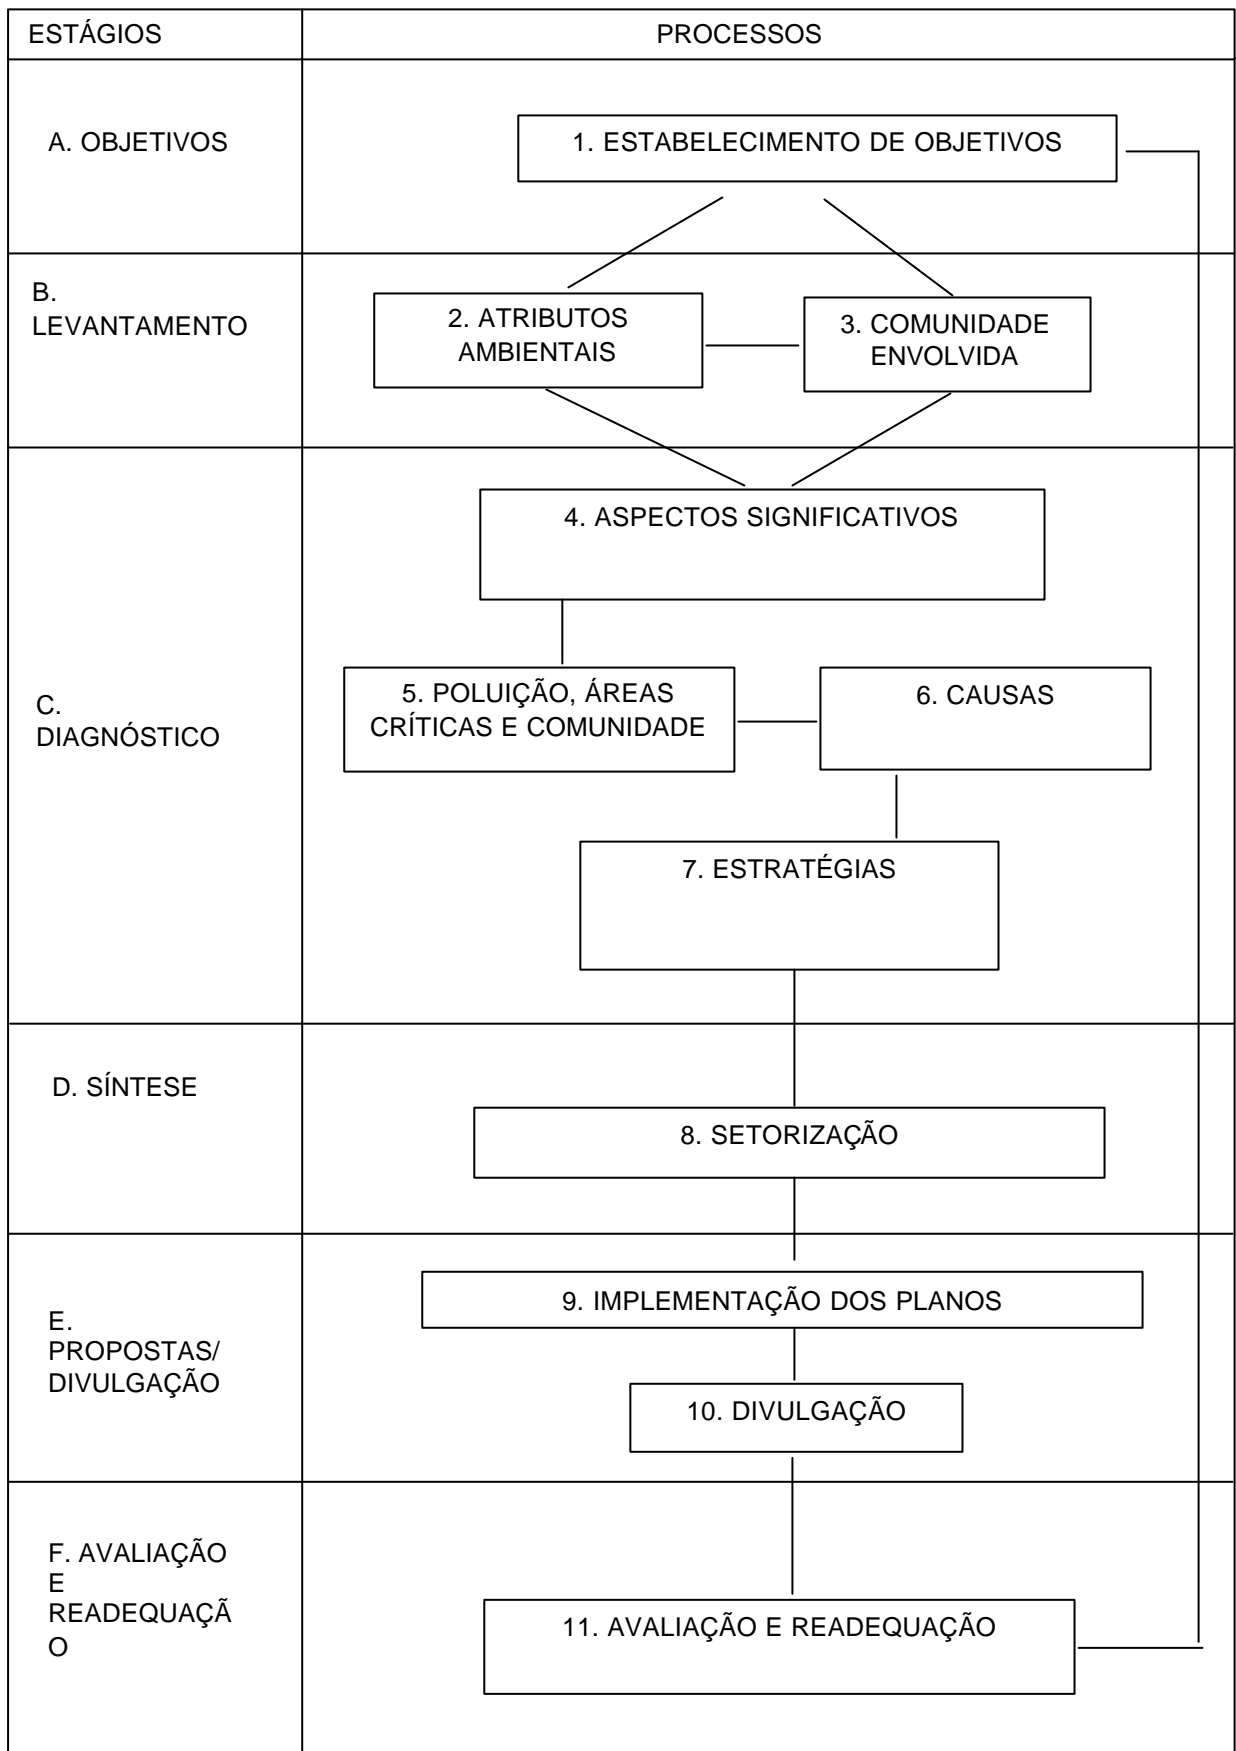 ESTÁGIOS
PROCESSOS
A. OBJETIVOS
1. ESTABELECIMENTO DE OBJETIVOS
B.
LEVANTAMENTO
2. ATRIBUTOS
AMBIENTAIS
3. COMUNIDADE
ENVOLVIDA
C.
DIAGNÓSTICO
4. ASPECTOS SIGNIFICATIVOS
5. POLUIÇÃO, ÁREAS
CRÍTICAS E COMUNIDADE
6. CAUSAS
7. ESTRATÉGIAS
D. SÍNTESE
8. SETORIZAÇÃO
E.
PROPOSTAS/
DIVULGAÇÃO
9. IMPLEMENTAÇÃO DOS PLANOS
10. DIVULGAÇÃO
F. AVALIAÇÃO
E
READEQUAÇÃ
O
11. AVALIAÇÃO E READEQUAÇÃO